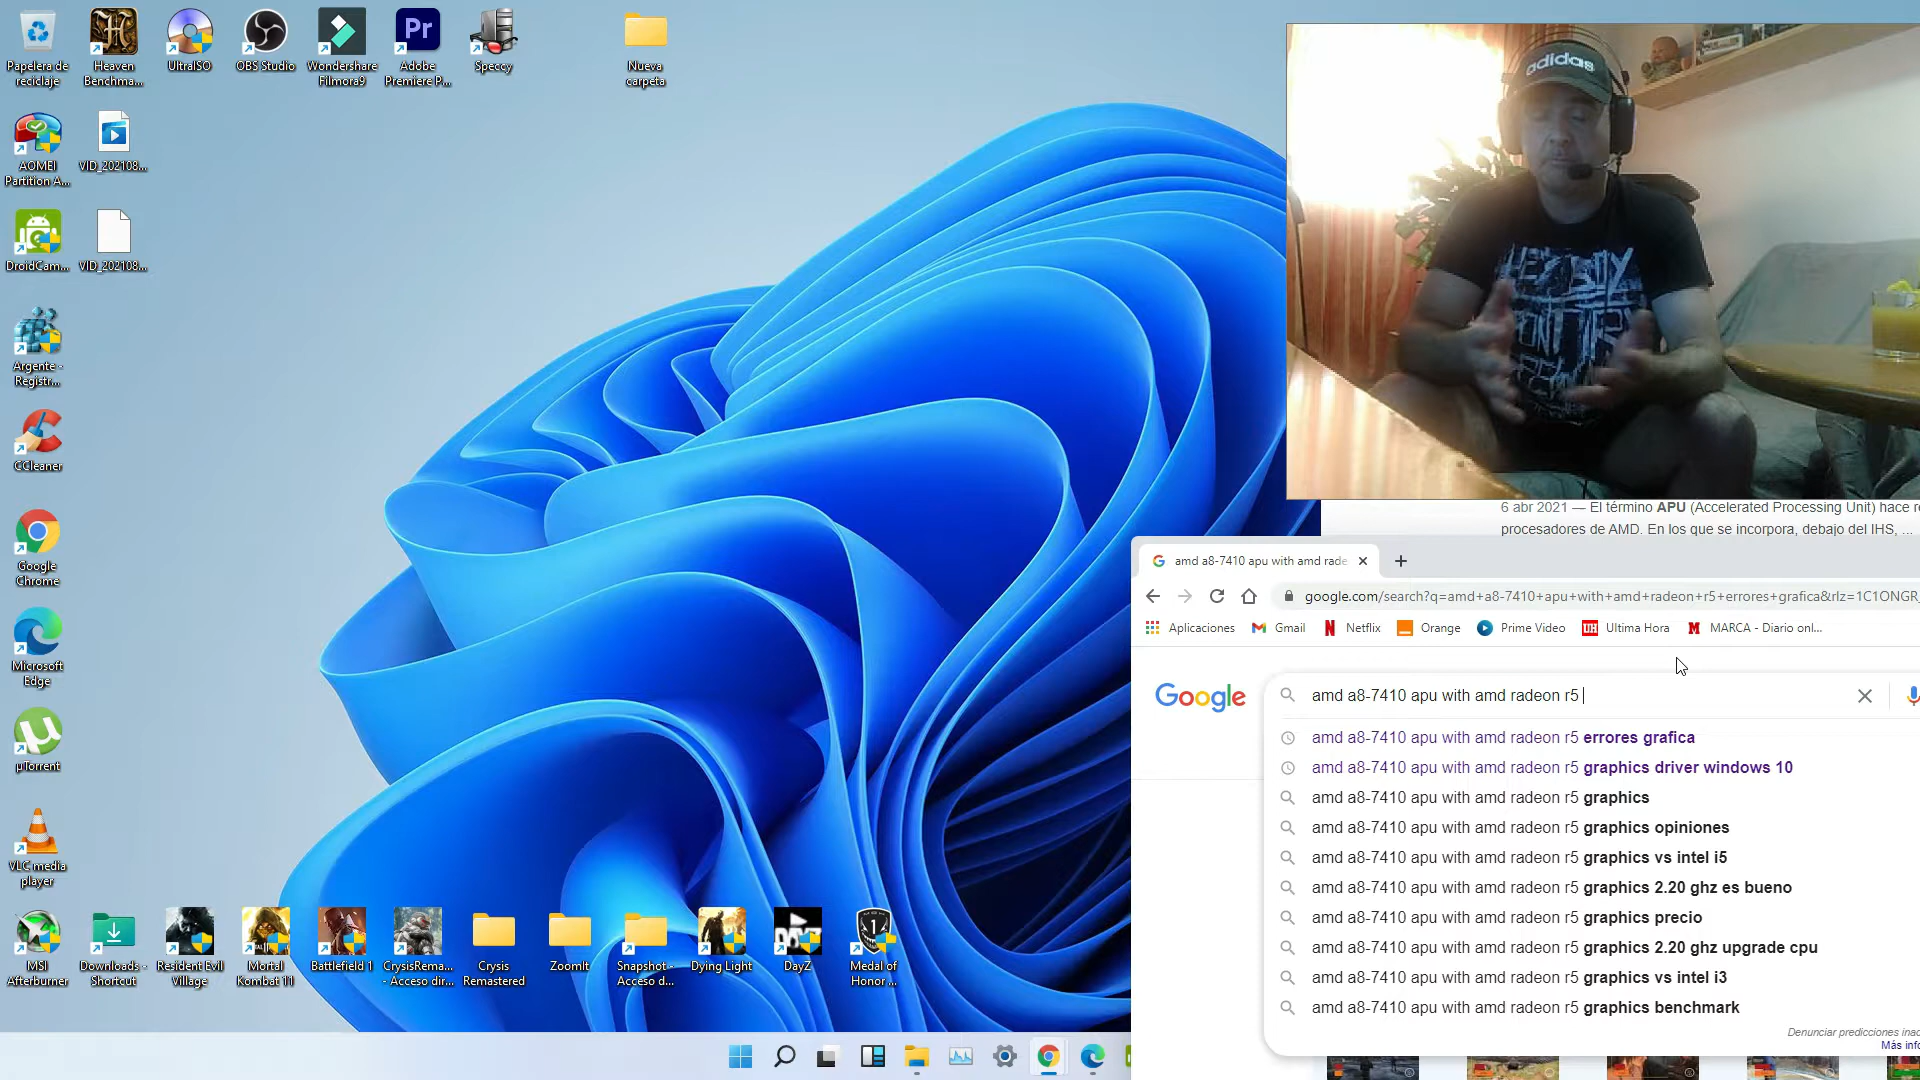 Papelera de
reciclaje
Heaven
Benchma...
UltraISO
OBS Studio
Wondershare
Filmora9
Pr
Adobe
Premiere P...
Speccy
Nueva
carpeta
AOMEI
Partition A...
VID_202108...
DroidCam...
VID_202108...
Argente -
Registr...
CCleaner
Google
Chrome
Microsoft
Edge
µTorrent
VLC media
player
MSI
Afterburner
Downloads -
Shortcut
Resident Evil
Village
Mortal
Kombat 11
Battlefield 1
CrysisRema...
- Acceso dir...
Crysis
Remastered
ZoomIt
Snapshot -
Acceso d...
Dying Light
DayZ
Medal of
Honor ...
adidas
6 abr 2021 — El término APU (Accelerated Processing Unit) hace re
procesadores de AMD. En los que se incorpora, debajo del IHS, ...
amd a8-7410 apu with amd rade
google.com/search?q=amd+a8-7410+apu+with+amd+radeon+r5+errores+grafica&rlz=1C1ONGR_
Aplicaciones Gmail Netflix Orange Prime Video UH Ultima Hora M MARCA - Diario onl...
Google
amd a8-7410 apu with amd radeon r5
amd a8-7410 apu with amd radeon r5 errores grafica
amd a8-7410 apu with amd radeon r5 graphics driver windows 10
amd a8-7410 apu with amd radeon r5 graphics
amd a8-7410 apu with amd radeon r5 graphics opiniones
amd a8-7410 apu with amd radeon r5 graphics vs intel i5
amd a8-7410 apu with amd radeon r5 graphics 2.20 ghz es bueno
amd a8-7410 apu with amd radeon r5 graphics precio
amd a8-7410 apu with amd radeon r5 graphics 2.20 ghz upgrade cpu
amd a8-7410 apu with amd radeon r5 graphics vs intel i3
amd a8-7410 apu with amd radeon r5 graphics benchmark
Denunciar predicciones inac
Más info